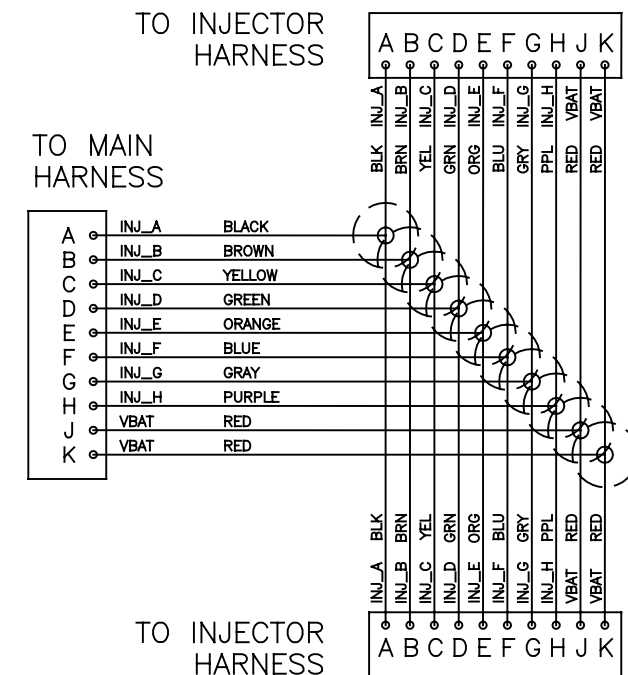 TO INJECTOR
HARNESS
A B C D E F G H J K
INJ_A INJ_B INJ_C INJ_D INJ_E INJ_F INJ_G INJ_H VBAT VBAT
BLK BRN YEL GRN ORG BLU GRY PPL RED RED
TO MAIN
HARNESS
A INJ_A BLACK
B INJ_B BROWN
C INJ_C YELLOW
D INJ_D GREEN
E INJ_E ORANGE
F INJ_F BLUE
G INJ_G GRAY
H INJ_H PURPLE
J VBAT RED
K VBAT RED
BLK BRN YEL GRN ORG BLU GRY PPL RED RED
INJ_A INJ_B INJ_C INJ_D INJ_E INJ_F INJ_G INJ_H VBAT VBAT
TO INJECTOR
HARNESS
A B C D E F G H J K